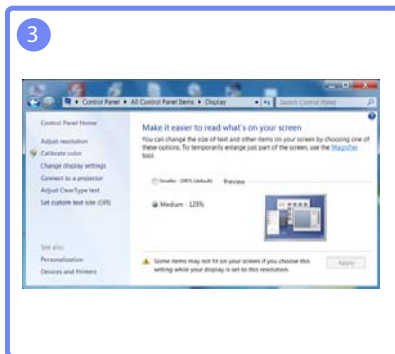 3
Control Panel ▸ All Control Panel Items ▸ Display
Search Control Panel
Control Panel Home
Adjust resolution
Calibrate color
Change display settings
Connect to a projector
Adjust ClearType text
Set custom text size (DPI)
See also
Personalization
Devices and Printers
Make it easier to read what's on your screen
You can change the size of text and other items on your screen by choosing one of
these options. To temporarily enlarge just part of the screen, use the Magnifier
tool.
Smaller - 100% (default)
Preview
Medium - 125%
Some items may not fit on your screen if you choose this
setting while your display is set to this resolution.
Apply